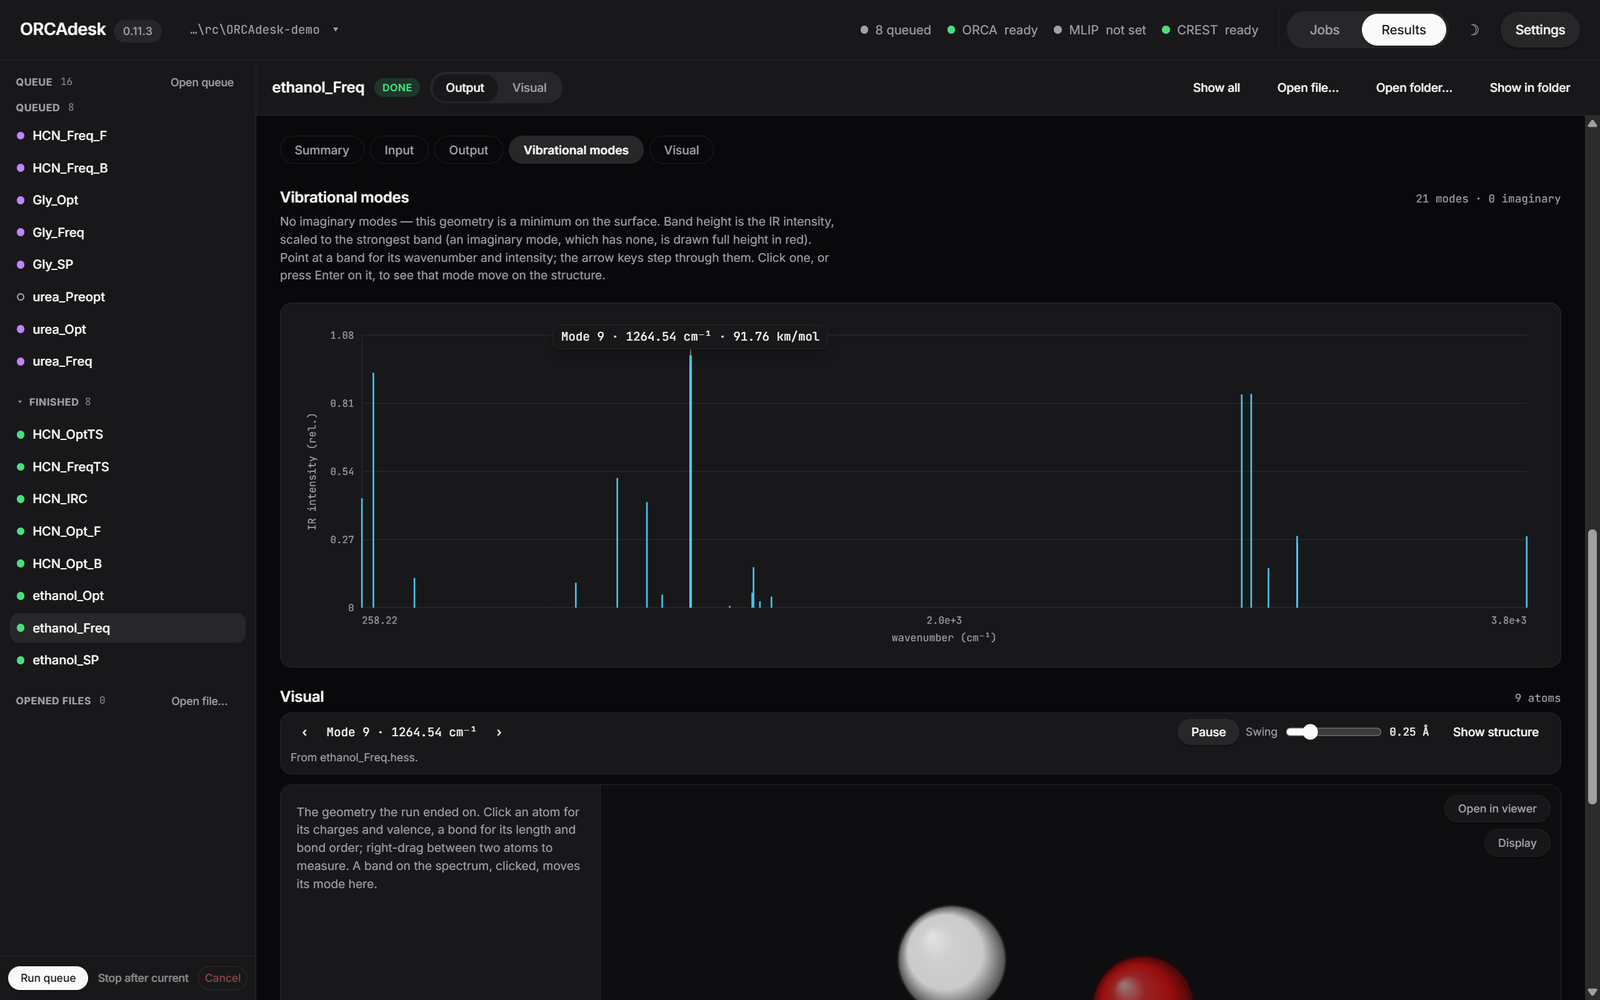 ORCAdesk 0.11.3 …\rc\ORCAdesk-demo ▾ 8 queued ORCA ready MLIP not set CREST ready Jobs Results Settings
QUEUE 16 Open queue
QUEUED 8
HCN_Freq_F
HCN_Freq_B
Gly_Opt
Gly_Freq
Gly_SP
urea_Preopt
urea_Opt
urea_Freq
FINISHED 8
HCN_OptTS
HCN_FreqTS
HCN_IRC
HCN_Opt_F
HCN_Opt_B
ethanol_Opt
ethanol_Freq
ethanol_SP
OPENED FILES 0 Open file...
Run queue Stop after current Cancel
ethanol_Freq DONE Output Visual Show all Open file... Open folder... Show in folder
Summary Input Output Vibrational modes Visual
Vibrational modes 21 modes · 0 imaginary
No imaginary modes — this geometry is a minimum on the surface. Band height is the IR intensity,
scaled to the strongest band (an imaginary mode, which has none, is drawn full height in red).
Point at a band for its wavenumber and intensity; the arrow keys step through them. Click one, or
press Enter on it, to see that mode move on the structure.
Mode 9 · 1264.54 cm⁻¹ · 91.76 km/mol
1.08
0.81
0.54
0.27
0
IR intensity (rel.)
258.22 2.0e+3 3.8e+3
wavenumber (cm⁻¹)
Visual 9 atoms
‹ Mode 9 · 1264.54 cm⁻¹ › Pause Swing 0.25 Å Show structure
From ethanol_Freq.hess.
The geometry the run ended on. Click an atom for
its charges and valence, a bond for its length and
bond order; right-drag between two atoms to
measure. A band on the spectrum, clicked, moves
its mode here.
Open in viewer
Display